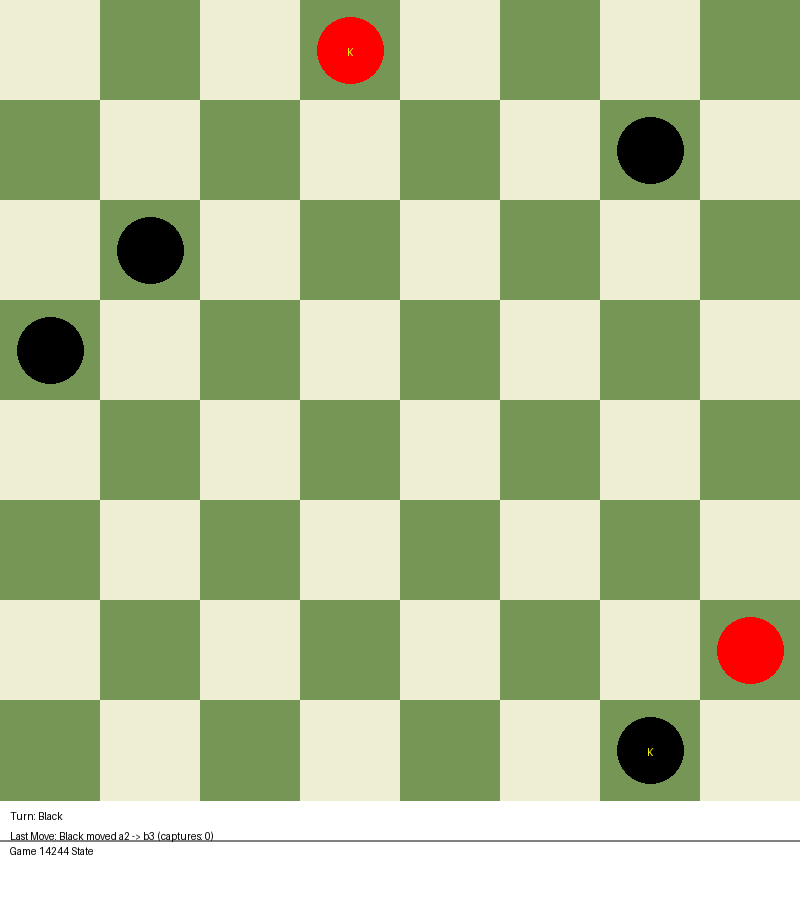 K
K
Turn: Black
Last Move: Black moved a2 -> b3 (captures: 0)
Game 14244 State